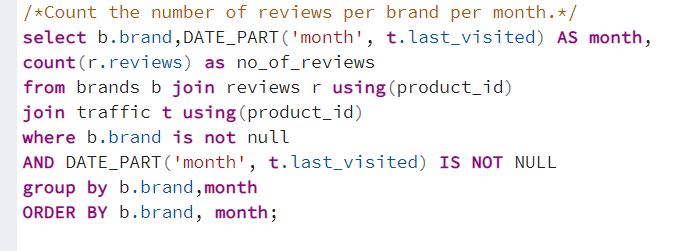 /*Count the number of reviews per brand per month.*/
select b.brand,DATE_PART('month', t.last_visited) AS month,
count(r.reviews) as no_of_reviews
from brands b join reviews r using(product_id)
join traffic t using(product_id)
where b.brand is not null
AND DATE_PART('month', t.last_visited) IS NOT NULL
group by b.brand,month
ORDER BY b.brand, month;